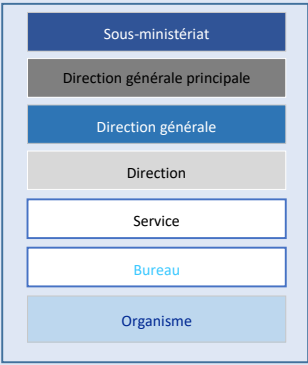 Sous-ministériat
Direction générale principale
Direction générale
Direction
Service
Bureau
Organisme